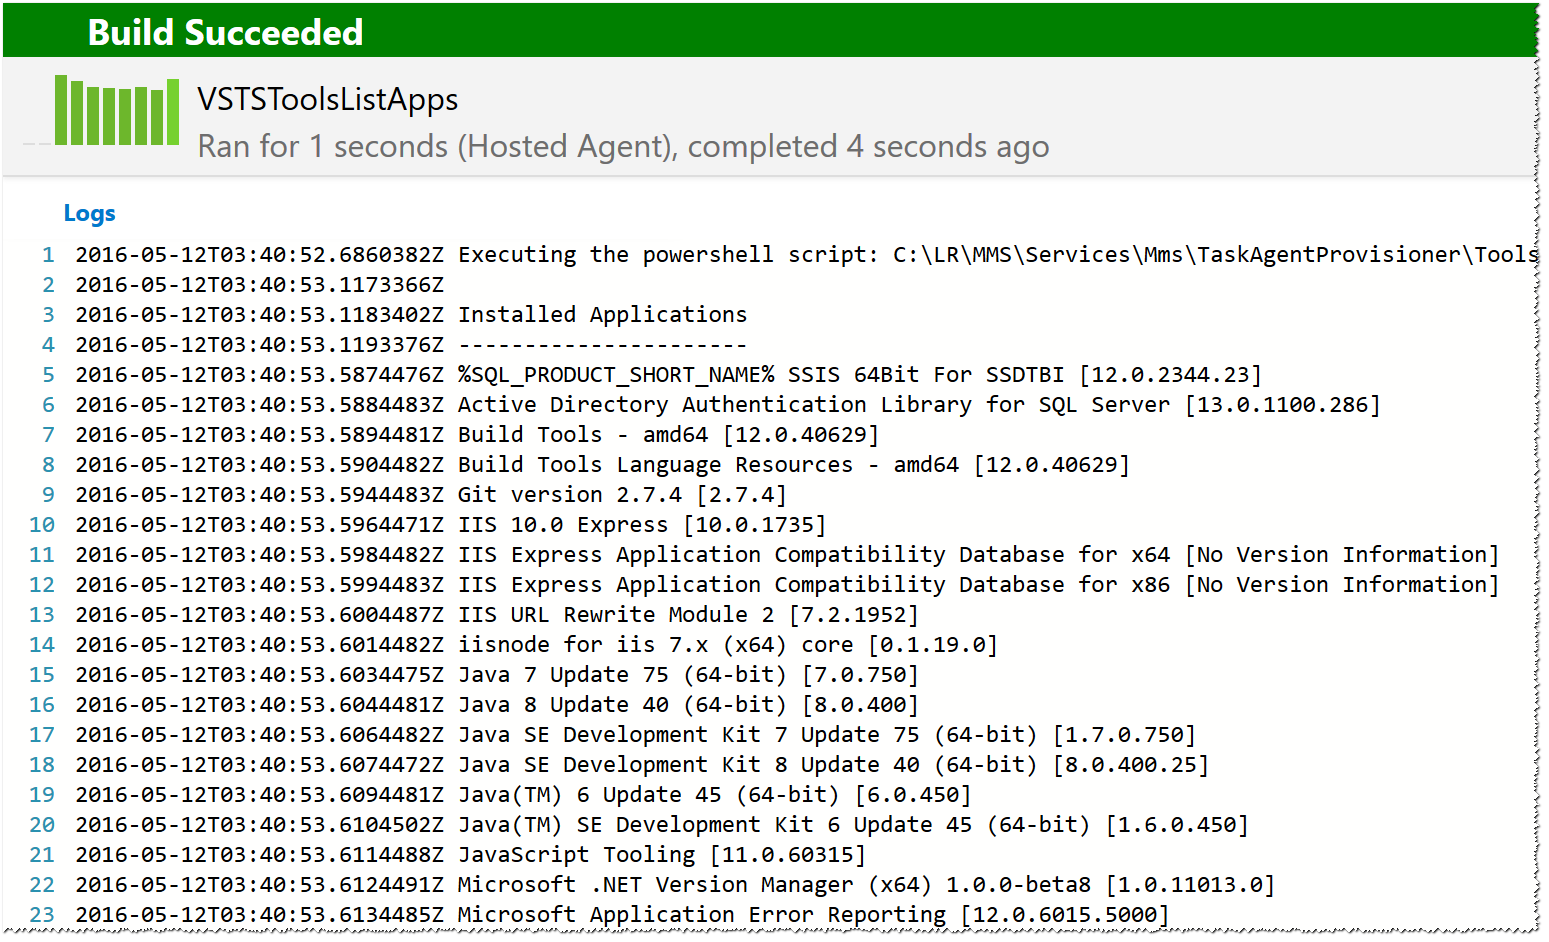 Build Succeeded
VSTSToolsListApps
Ran for 1 seconds (Hosted Agent), completed 4 seconds ago
Logs
1 2016-05-12T03:40:52.6860382Z Executing the powershell script: C:\LR\MMS\Services\Mms\TaskAgentProvisioner\Tools
2 2016-05-12T03:40:53.1173366Z
3 2016-05-12T03:40:53.1183402Z Installed Applications
4 2016-05-12T03:40:53.1193376Z ----------------------
5 2016-05-12T03:40:53.5874476Z %SQL_PRODUCT_SHORT_NAME% SSIS 64Bit For SSDTBI [12.0.2344.23]
6 2016-05-12T03:40:53.5884483Z Active Directory Authentication Library for SQL Server [13.0.1100.286]
7 2016-05-12T03:40:53.5894481Z Build Tools - amd64 [12.0.40629]
8 2016-05-12T03:40:53.5904482Z Build Tools Language Resources - amd64 [12.0.40629]
9 2016-05-12T03:40:53.5944483Z Git version 2.7.4 [2.7.4]
10 2016-05-12T03:40:53.5964471Z IIS 10.0 Express [10.0.1735]
11 2016-05-12T03:40:53.5984482Z IIS Express Application Compatibility Database for x64 [No Version Information]
12 2016-05-12T03:40:53.5994483Z IIS Express Application Compatibility Database for x86 [No Version Information]
13 2016-05-12T03:40:53.6004487Z IIS URL Rewrite Module 2 [7.2.1952]
14 2016-05-12T03:40:53.6014482Z iisnode for iis 7.x (x64) core [0.1.19.0]
15 2016-05-12T03:40:53.6034475Z Java 7 Update 75 (64-bit) [7.0.750]
16 2016-05-12T03:40:53.6044481Z Java 8 Update 40 (64-bit) [8.0.400]
17 2016-05-12T03:40:53.6064482Z Java SE Development Kit 7 Update 75 (64-bit) [1.7.0.750]
18 2016-05-12T03:40:53.6074472Z Java SE Development Kit 8 Update 40 (64-bit) [8.0.400.25]
19 2016-05-12T03:40:53.6094481Z Java(TM) 6 Update 45 (64-bit) [6.0.450]
20 2016-05-12T03:40:53.6104502Z Java(TM) SE Development Kit 6 Update 45 (64-bit) [1.6.0.450]
21 2016-05-12T03:40:53.6114488Z JavaScript Tooling [11.0.60315]
22 2016-05-12T03:40:53.6124491Z Microsoft .NET Version Manager (x64) 1.0.0-beta8 [1.0.11013.0]
23 2016-05-12T03:40:53.6134485Z Microsoft Application Error Reporting [12.0.6015.5000]